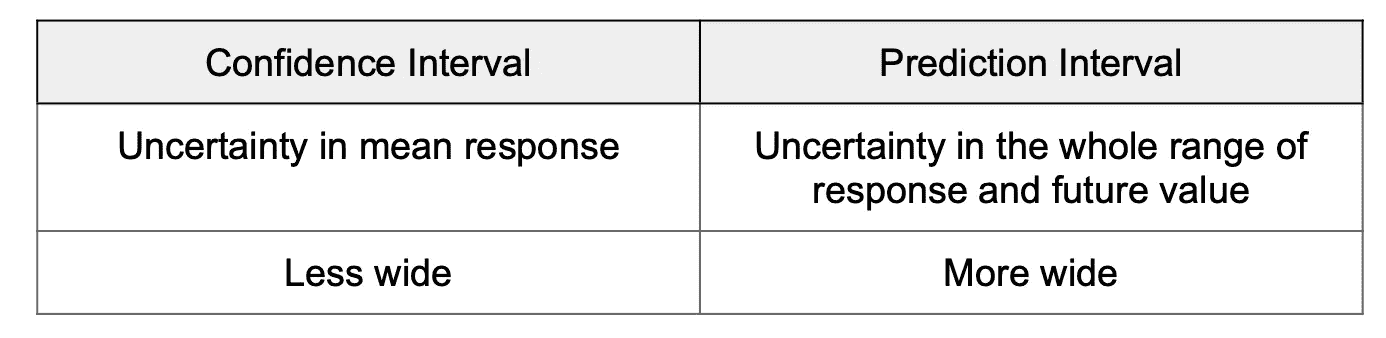 Confidence Interval
Prediction Interval
Uncertainty in mean response
Uncertainty in the whole range of
response and future value
Less wide
More wide